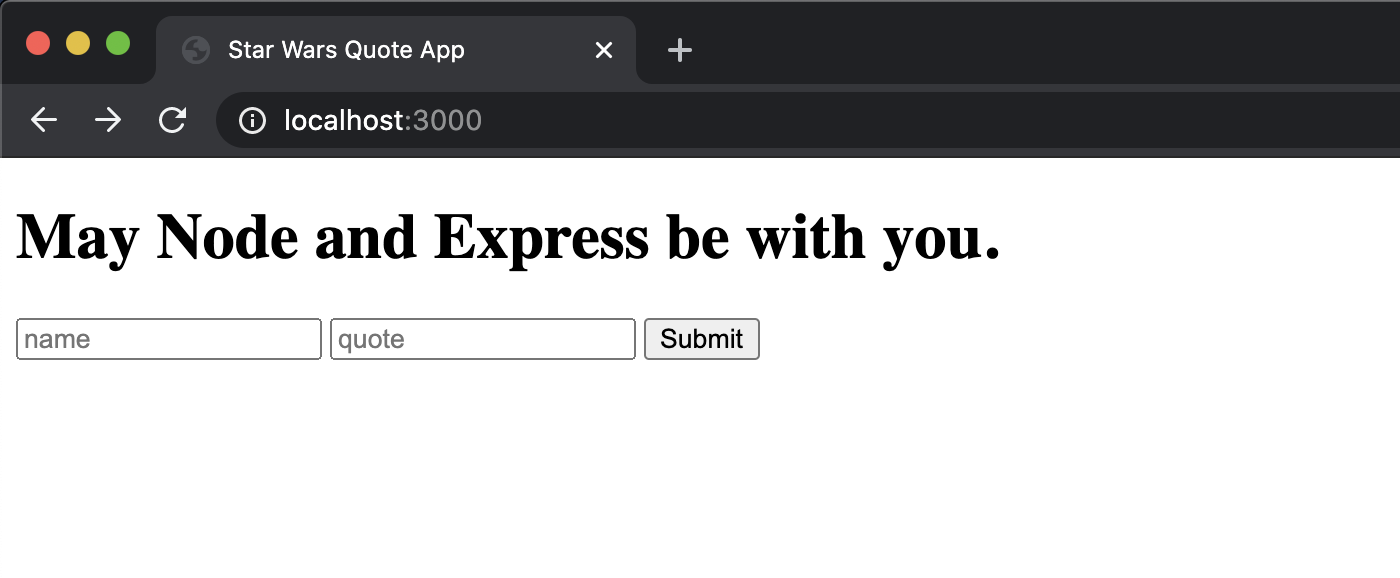 Star Wars Quote App
localhost:3000
May Node and Express be with you.
name quote Submit